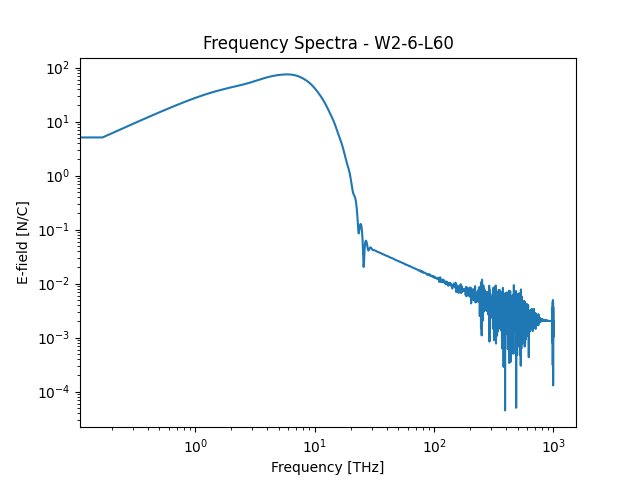 Frequency Spectra - W2-6-L60
E-field [N/C]
10²
10¹
10⁰
10⁻¹
10⁻²
10⁻³
10⁻⁴
10⁰ 10¹ 10² 10³
Frequency [THz]